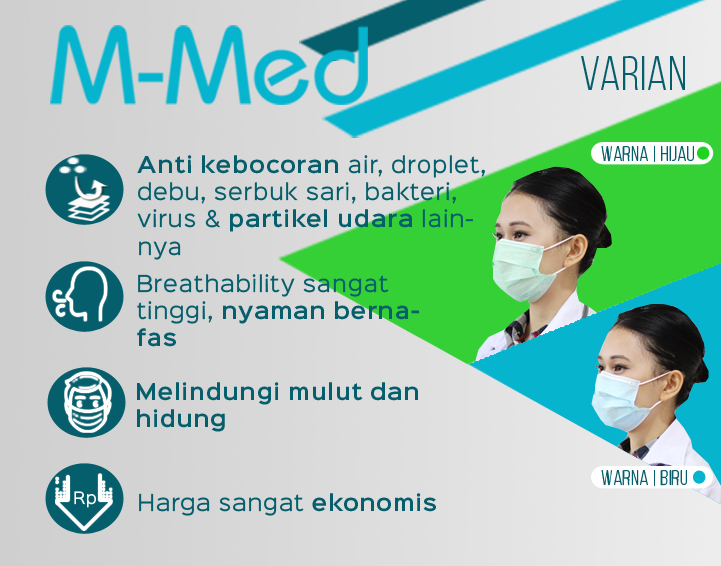 M-Med
VARIAN
WARNA | HIJAU
Anti kebocoran air, droplet,
debu, serbuk sari, bakteri,
virus & partikel udara lain-
nya
Breathability sangat
tinggi, nyaman berna-
fas
Melindungi mulut dan
hidung
WARNA | BIRU
Rp
Harga sangat ekonomis